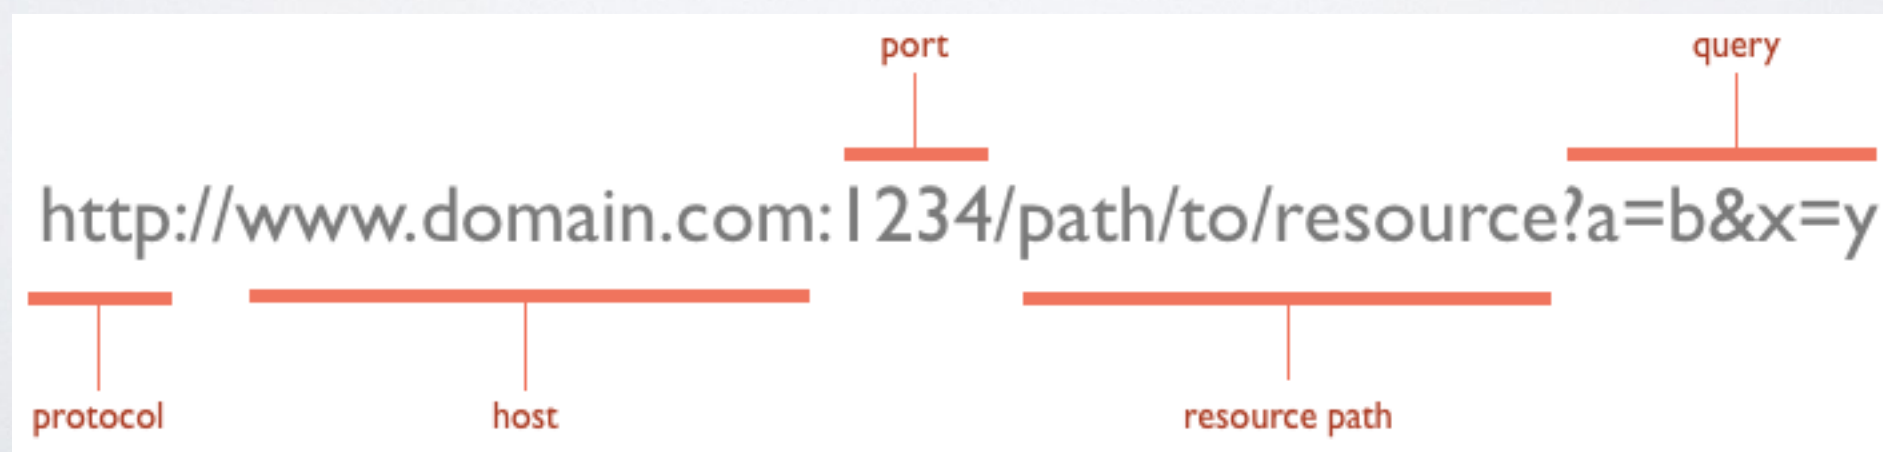 port query
http://www.domain.com:1234/path/to/resource?a=b&x=y
protocol host resource path